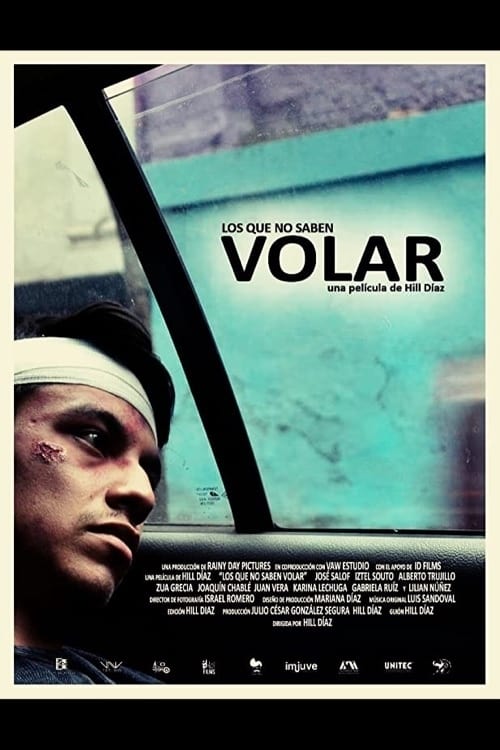 LOS QUE NO SABEN
VOLAR
una película de Hill Díaz
UNA PRODUCCIÓN DE RAINY DAY PICTURES EN COPRODUCCIÓN CON VAW ESTUDIO CON EL APOYO DE ID FILMS
UNA PELÍCULA DE HILL DÍAZ "LOS QUE NO SABEN VOLAR" JOSÉ SALOF IZTEL SOUTO ALBERTO TRUJILLO
ZUA GRECIA JOAQUÍN CHABLÉ JUAN VERA KARINA LECHUGA GABRIELA RUÍZ Y LILIAN NÚÑEZ
DIRECTOR DE FOTOGRAFÍA ISRAEL ROMERO DISEÑO DE PRODUCCIÓN MARIANA DÍAZ MÚSICA ORIGINAL LUIS SANDOVAL
EDICIÓN HILL DIAZ PRODUCCIÓN JULIO CÉSAR GONZÁLEZ SEGURA HILL DÍAZ GUIÓN HILL DÍAZ
DIRIGIDA POR HILL DÍAZ
FILMS imjuve UNITEC